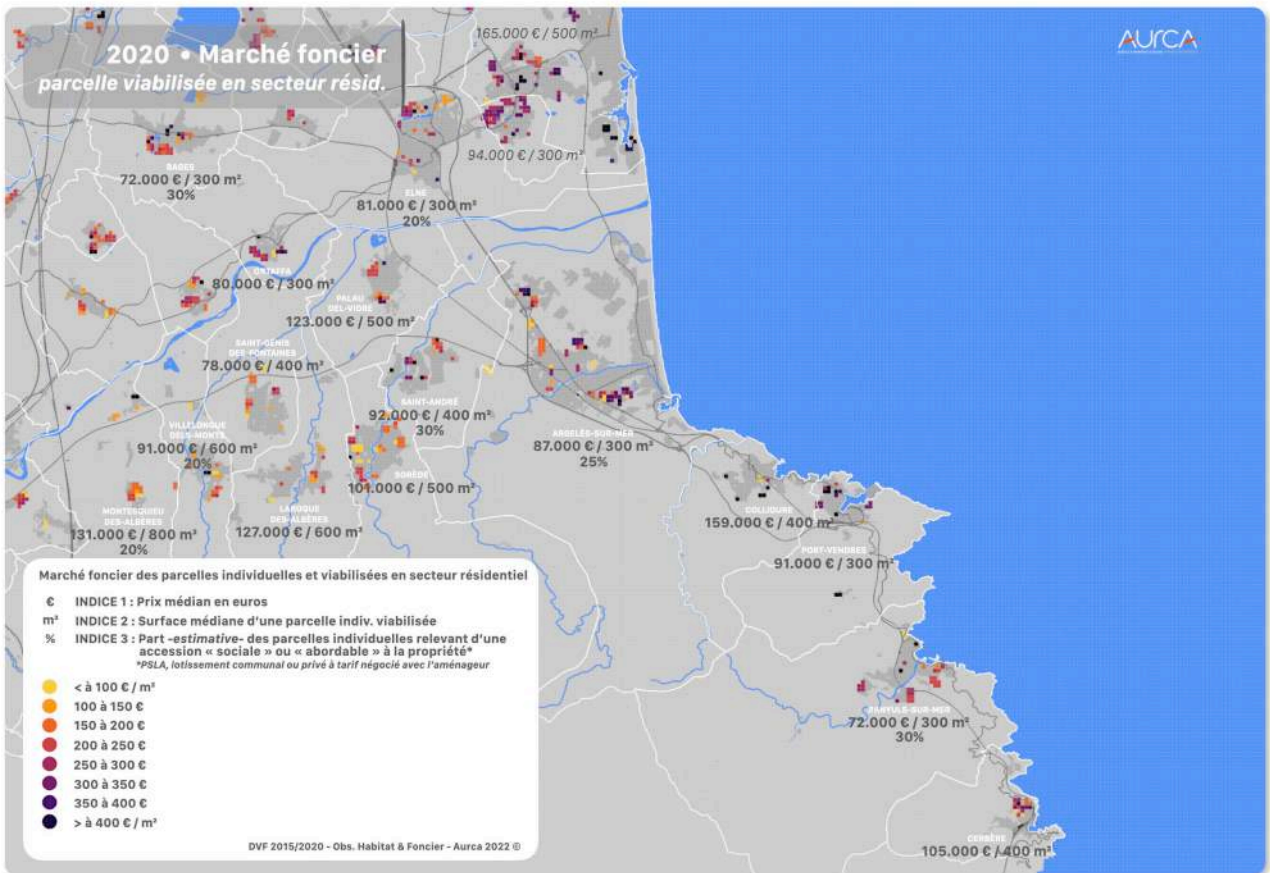 2020 • Marché foncier
parcelle viabilisée en secteur résid.
AURCA
165.000 € / 500 m²
94.000 € / 300 m²
BAGES
72.000 € / 300 m²
30%
ELNE
81.000 € / 300 m²
20%
ORTAFFA
80.000 € / 300 m²
PALAU
DEL-VIDRE
123.000 € / 500 m²
SAINT-GÉNIS
DES-FONTAINES
78.000 € / 400 m²
SAINT-ANDRÉ
92.000 € / 400 m²
30%
VILLELONGUE
DELS-MONTS
91.000 € / 600 m²
20%
ARGELÈS-SUR-MER
87.000 € / 300 m²
25%
SORÈDE
101.000 € / 500 m²
MONTESQUIEU
DES-ALBÈRES
131.000 € / 800 m²
20%
LAROQUE
DES-ALBÈRES
127.000 € / 600 m²
COLLIOURE
159.000 € / 400 m²
PORT-VENDRES
91.000 € / 300 m²
BANYULS-SUR-MER
72.000 € / 300 m²
30%
CERBÈRE
105.000 € / 400 m²
Marché foncier des parcelles individuelles et viabilisées en secteur résidentiel
€ INDICE 1 : Prix médian en euros
m² INDICE 2 : Surface médiane d'une parcelle indiv. viabilisée
% INDICE 3 : Part -estimative- des parcelles individuelles relevant d'une
accession « sociale » ou « abordable » à la propriété*
*PSLA, lotissement communal ou privé à tarif négocié avec l'aménageur
< à 100 € / m²
100 à 150 €
150 à 200 €
200 à 250 €
250 à 300 €
300 à 350 €
350 à 400 €
> à 400 € / m²
DVF 2015/2020 - Obs. Habitat & Foncier - Aurca 2022 ©